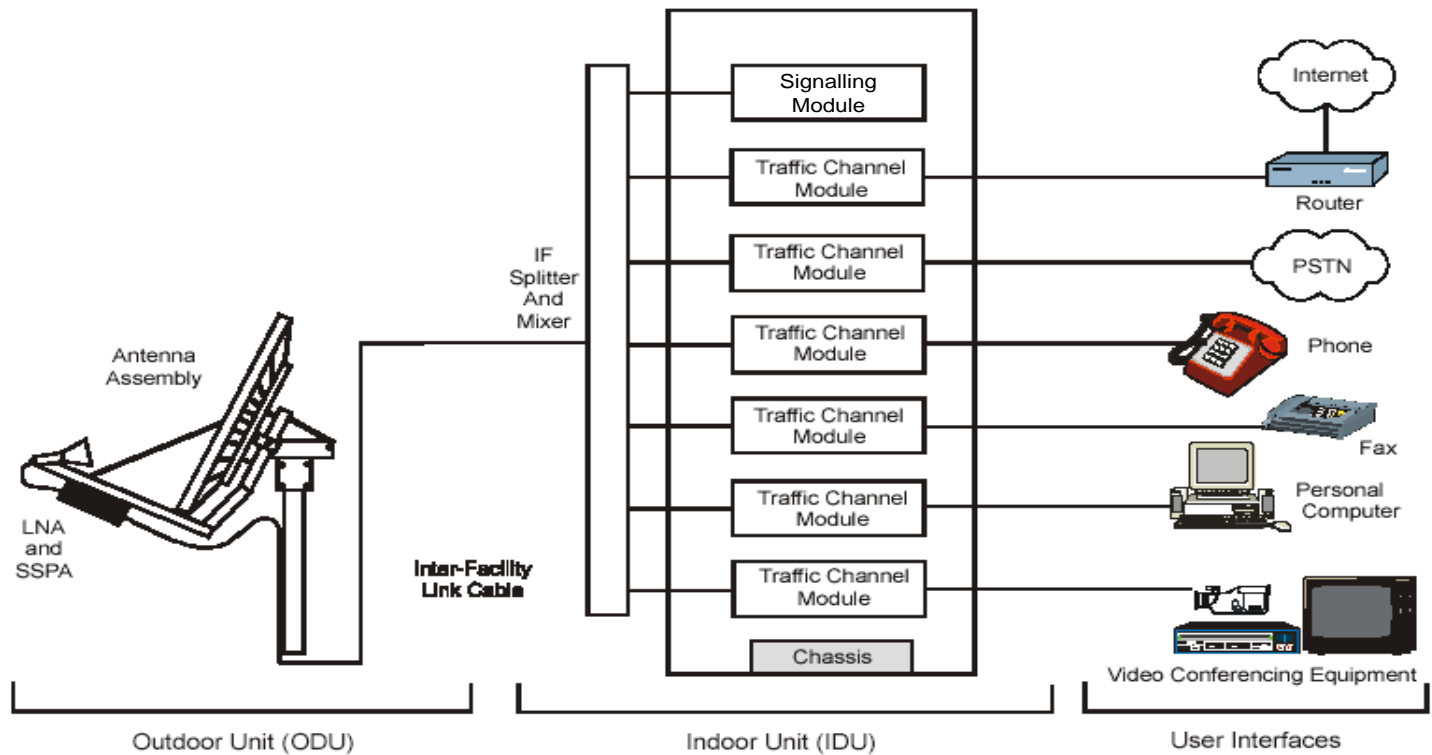 Signalling
Module
Internet
Traffic Channel
Module
Router
Traffic Channel
Module
PSTN
IF
Splitter
And
Mixer
Traffic Channel
Module
Phone
Antenna
Assembly
Traffic Channel
Module
Fax
Traffic Channel
Module
Personal
Computer
LNA
and
SSPA
Inter-Facility
Link Cable
Traffic Channel
Module
Chassis
Video Conferencing Equipment
Outdoor Unit (ODU)
Indoor Unit (IDU)
User Interfaces